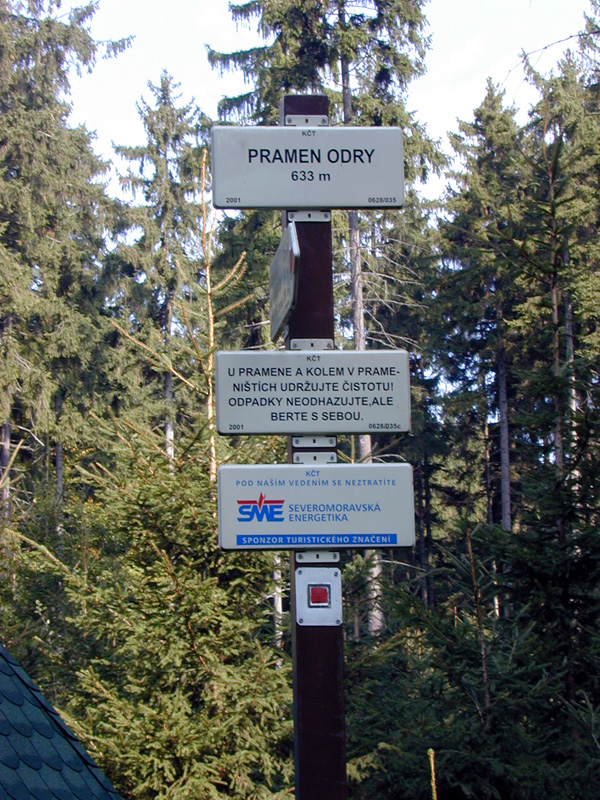 KČT
PRAMEN ODRY
633 m
2001 0628/035
KČT
U PRAMENE A KOLEM V PRAME-
NIŠTÍCH UDRŽUJTE ČISTOTU!
ODPADKY NEODHAZUJTE,ALE
BERTE S SEBOU.
2001 0628/035c
KČT
POD NAŠÍM VEDENÍM SE NEZTRATÍTE
SME SEVEROMORAVSKÁ
ENERGETIKA
SPONZOR TURISTICKÉHO ZNAČENÍ